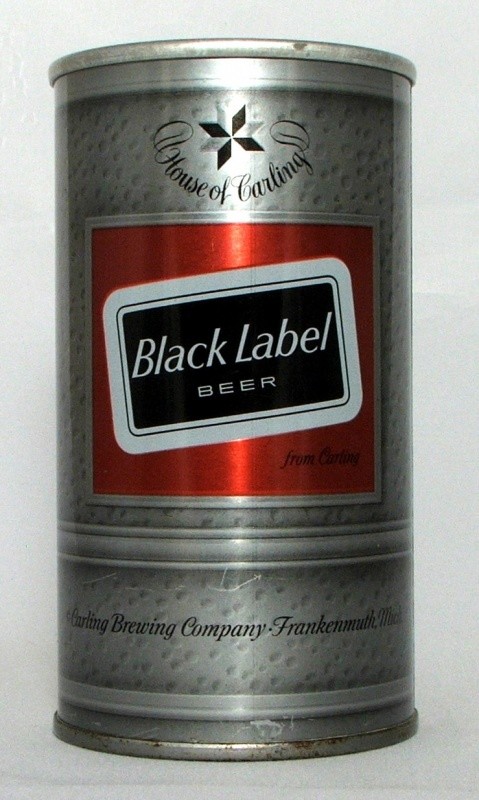 House of Carling
Black Label
BEER
from Carling
Carling Brewing Company·Frankenmuth, Mich